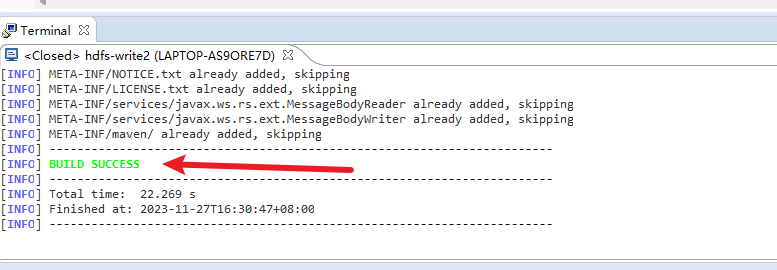 Terminal
<Closed> hdfs-write2 (LAPTOP-AS9ORE7D)
[INFO] META-INF/NOTICE.txt already added, skipping
[INFO] META-INF/LICENSE.txt already added, skipping
[INFO] META-INF/services/javax.ws.rs.ext.MessageBodyReader already added, skipping
[INFO] META-INF/services/javax.ws.rs.ext.MessageBodyWriter already added, skipping
[INFO] META-INF/maven/ already added, skipping
[INFO] ------------------------------------------------------------------------
[INFO] BUILD SUCCESS
[INFO] ------------------------------------------------------------------------
[INFO] Total time:  22.269 s
[INFO] Finished at: 2023-11-27T16:30:47+08:00
[INFO] ------------------------------------------------------------------------